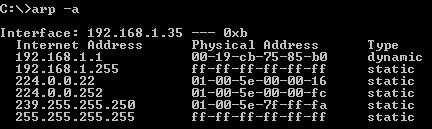 C:\>arp -a
Interface: 192.168.1.35 --- 0xb
Internet Address Physical Address Type
192.168.1.1 00-19-cb-75-85-b0 dynamic
192.168.1.255 ff-ff-ff-ff-ff-ff static
224.0.0.22 01-00-5e-00-00-16 static
224.0.0.252 01-00-5e-00-00-fc static
239.255.255.250 01-00-5e-7f-ff-fa static
255.255.255.255 ff-ff-ff-ff-ff-ff static